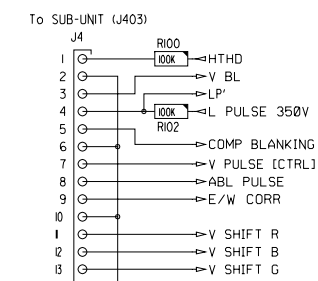 To SUB-UNIT (J403)
J4
R100
1 100K HTHD
2 V BL
3 LP'
4 100K L PULSE 350V
R102
5
6 COMP BLANKING
7 V PULSE [CTRL]
8 ABL PULSE
9 E/W CORR
10
11 V SHIFT R
12 V SHIFT B
13 V SHIFT G